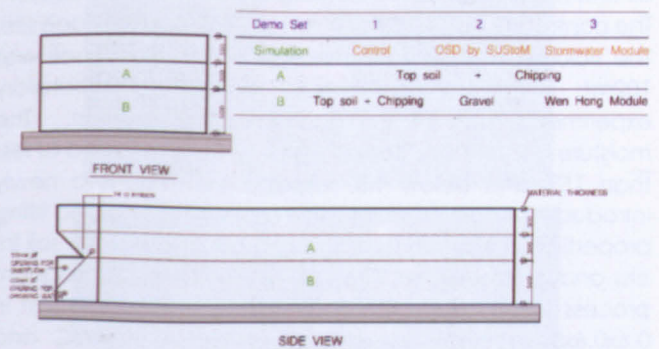 Demo Set 1 2 3
Simulation Control OSD by SUStoM Stormwater Module
A Top soil + Chipping
B Top soil + Chipping Gravel Wen Hong Module
A
B
FRONT VIEW
MATERIAL THICKNESS
A
B
SIDE VIEW